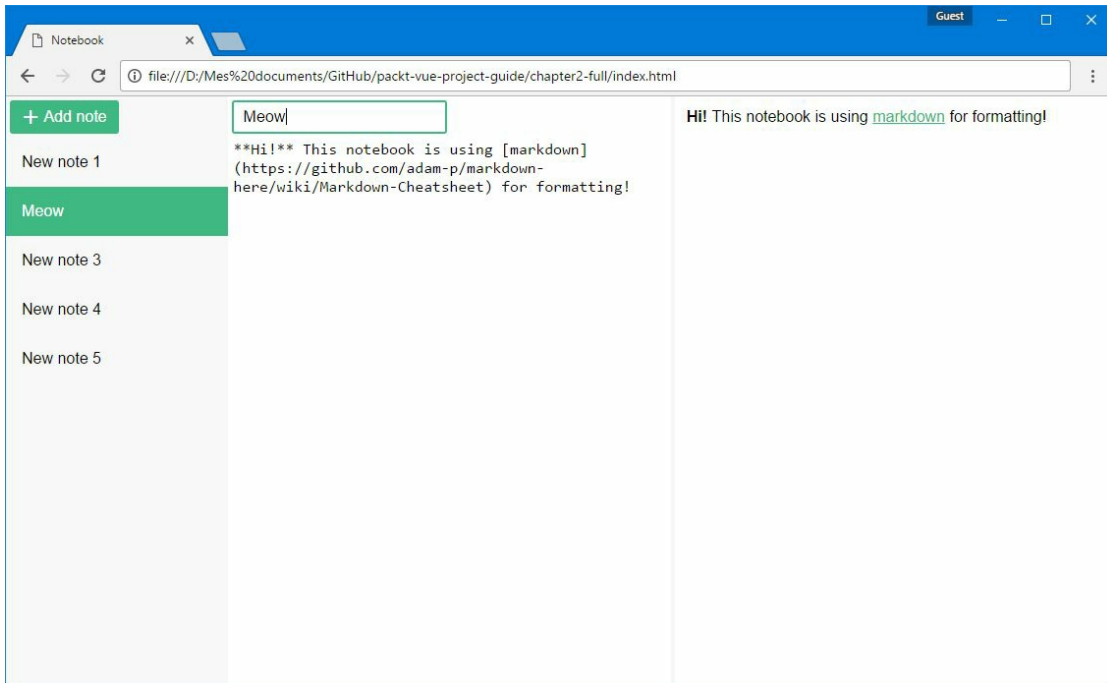 Guest
Notebook
file:///D:/Mes%20documents/GitHub/packt-vue-project-guide/chapter2-full/index.html
+ Add note
New note 1
Meow
New note 3
New note 4
New note 5
Meow
**Hi!** This notebook is using [markdown]
(https://github.com/adam-p/markdown-
here/wiki/Markdown-Cheatsheet) for formatting!
Hi! This notebook is using markdown for formatting!